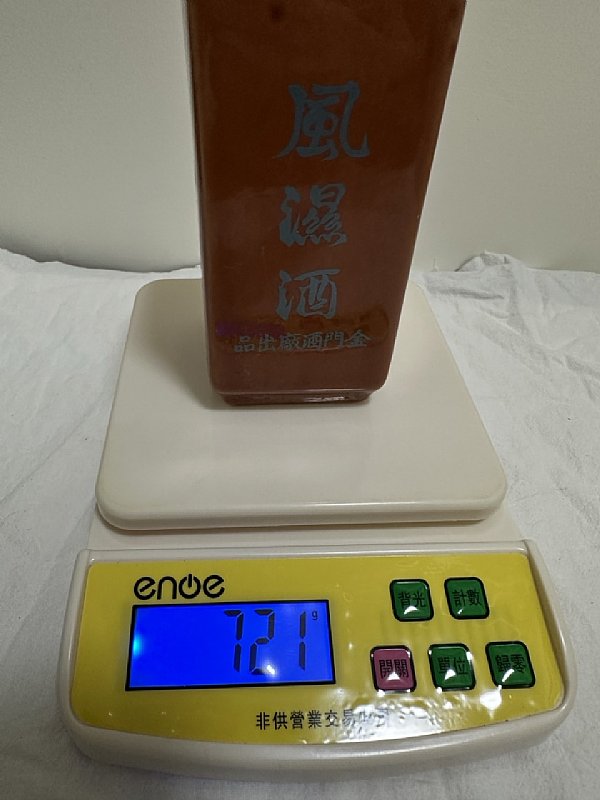 風
濕
酒
品出廠酒門金
enoe
721 g
背光
計數
開關
單位
歸零
非供營業交易